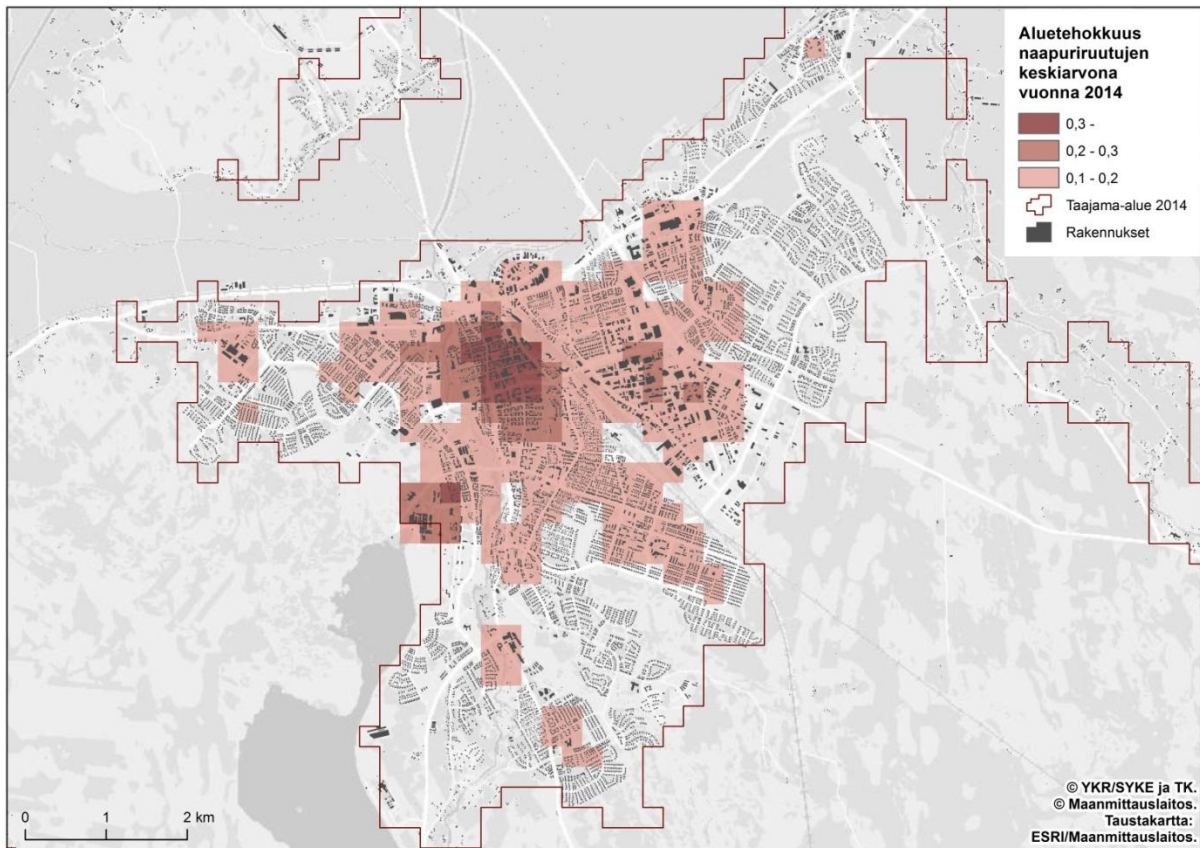 Aluetehokkuus
naapuriruutujen
keskiarvona
vuonna 2014
0,3 -
0,2 - 0,3
0,1 - 0,2
Taajama-alue 2014
Rakennukset
0 1 2 km
© YKR/SYKE ja TK.
© Maanmittauslaitos.
Taustakartta:
ESRI/Maanmittauslaitos.